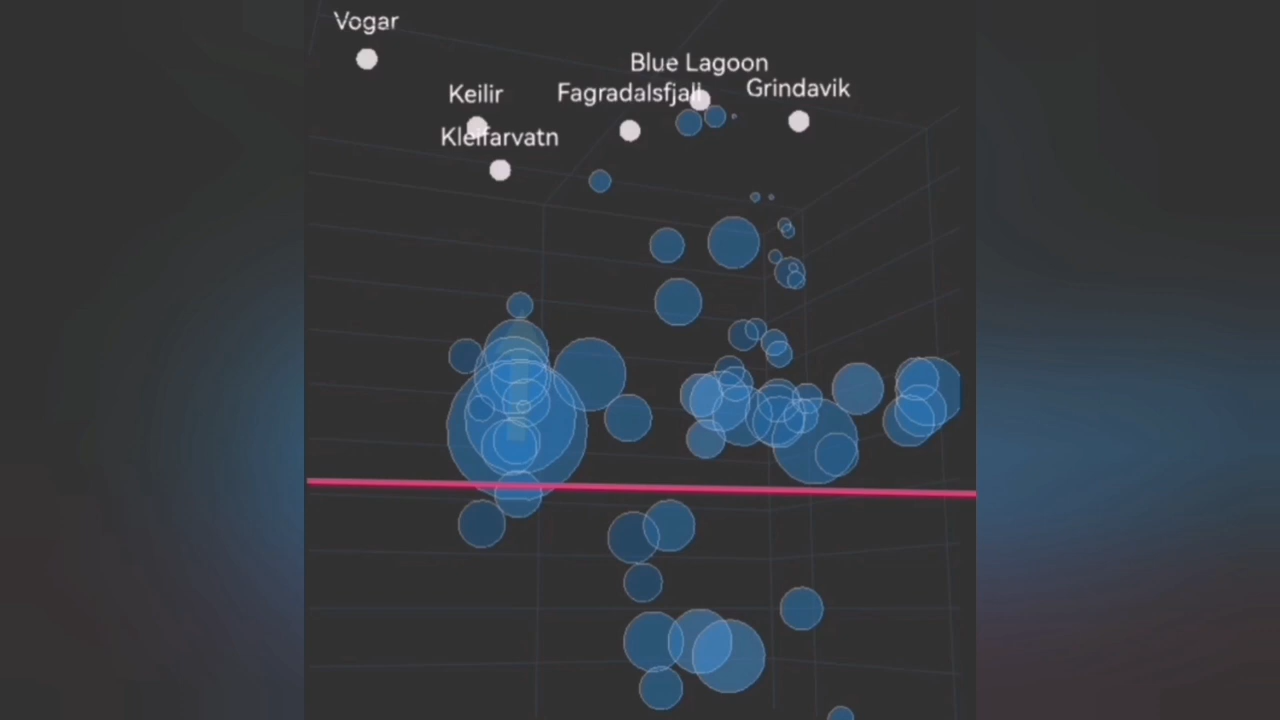 Vogar
Blue Lagoon
Keilir
Fagradalsfjall
Grindavik
Kleifarvatn